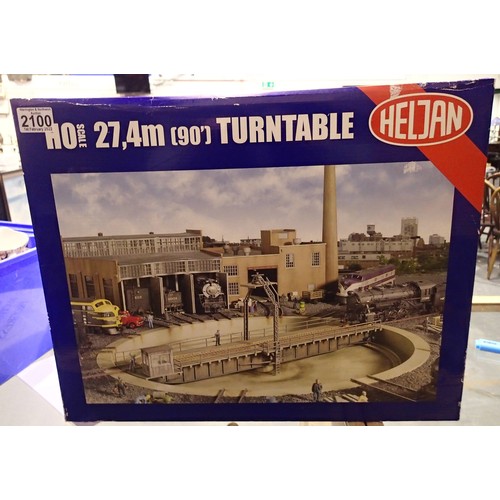 2100
HO SCALE 27,4m (90') TURNTABLE
HELJAN